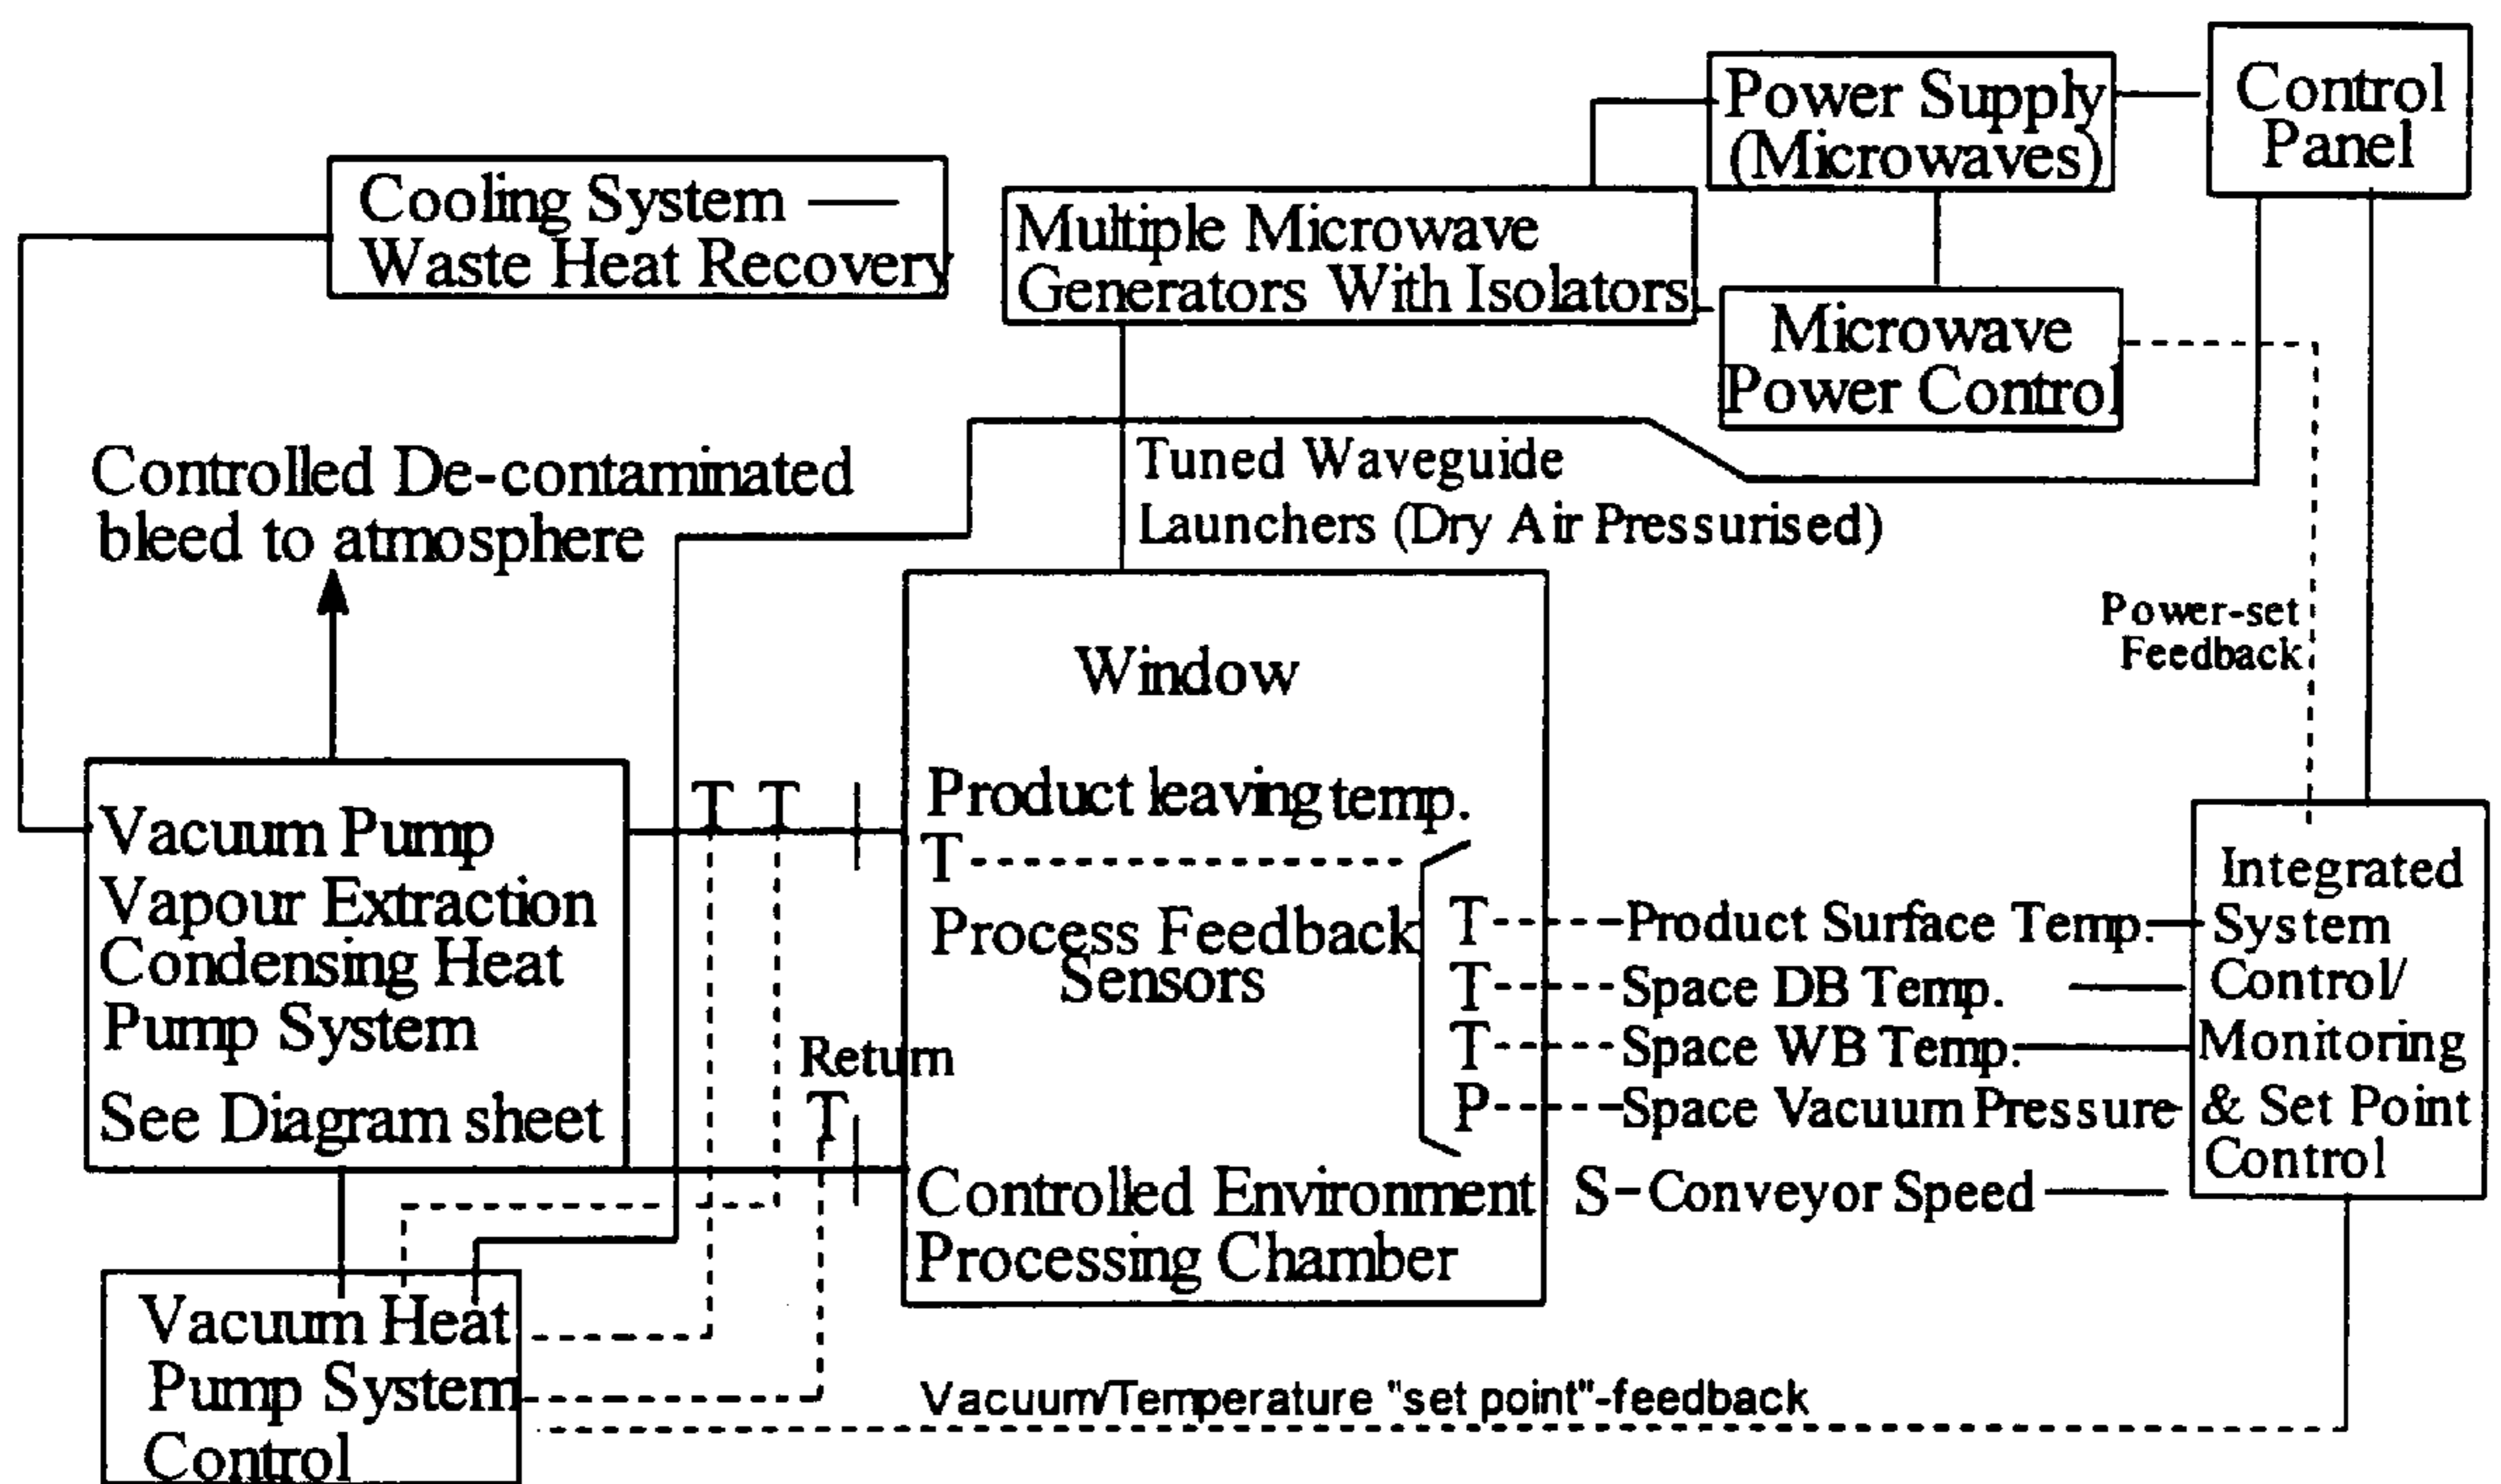 Power Supply
(Microwaves)
Control
Panel
Cooling System
Waste Heat Recovery
Multiple Microwave
Generators With Isolators
Microwave
Power Control
Controlled De-contaminated
bleed to atmosphere
Tuned Waveguide
Launchers (Dry Air Pressurised)
Power-set
Feedback
Window
Vacuum Pump
Vapour Extraction
Condensing Heat
Pump System
See Diagram sheet
T T
Product leaving temp.
T
Process Feedback
Sensors
Return
T
T Product Surface Temp.
T Space DB Temp.
T Space WB Temp.
P Space Vacuum Pressure
S-Conveyor Speed
Integrated
System
Control/
Monitoring
& Set Point
Control
Controlled Environment
Processing Chamber
Vacuum Heat
Pump System
Control
Vacuum/Temperature "set point"-feedback